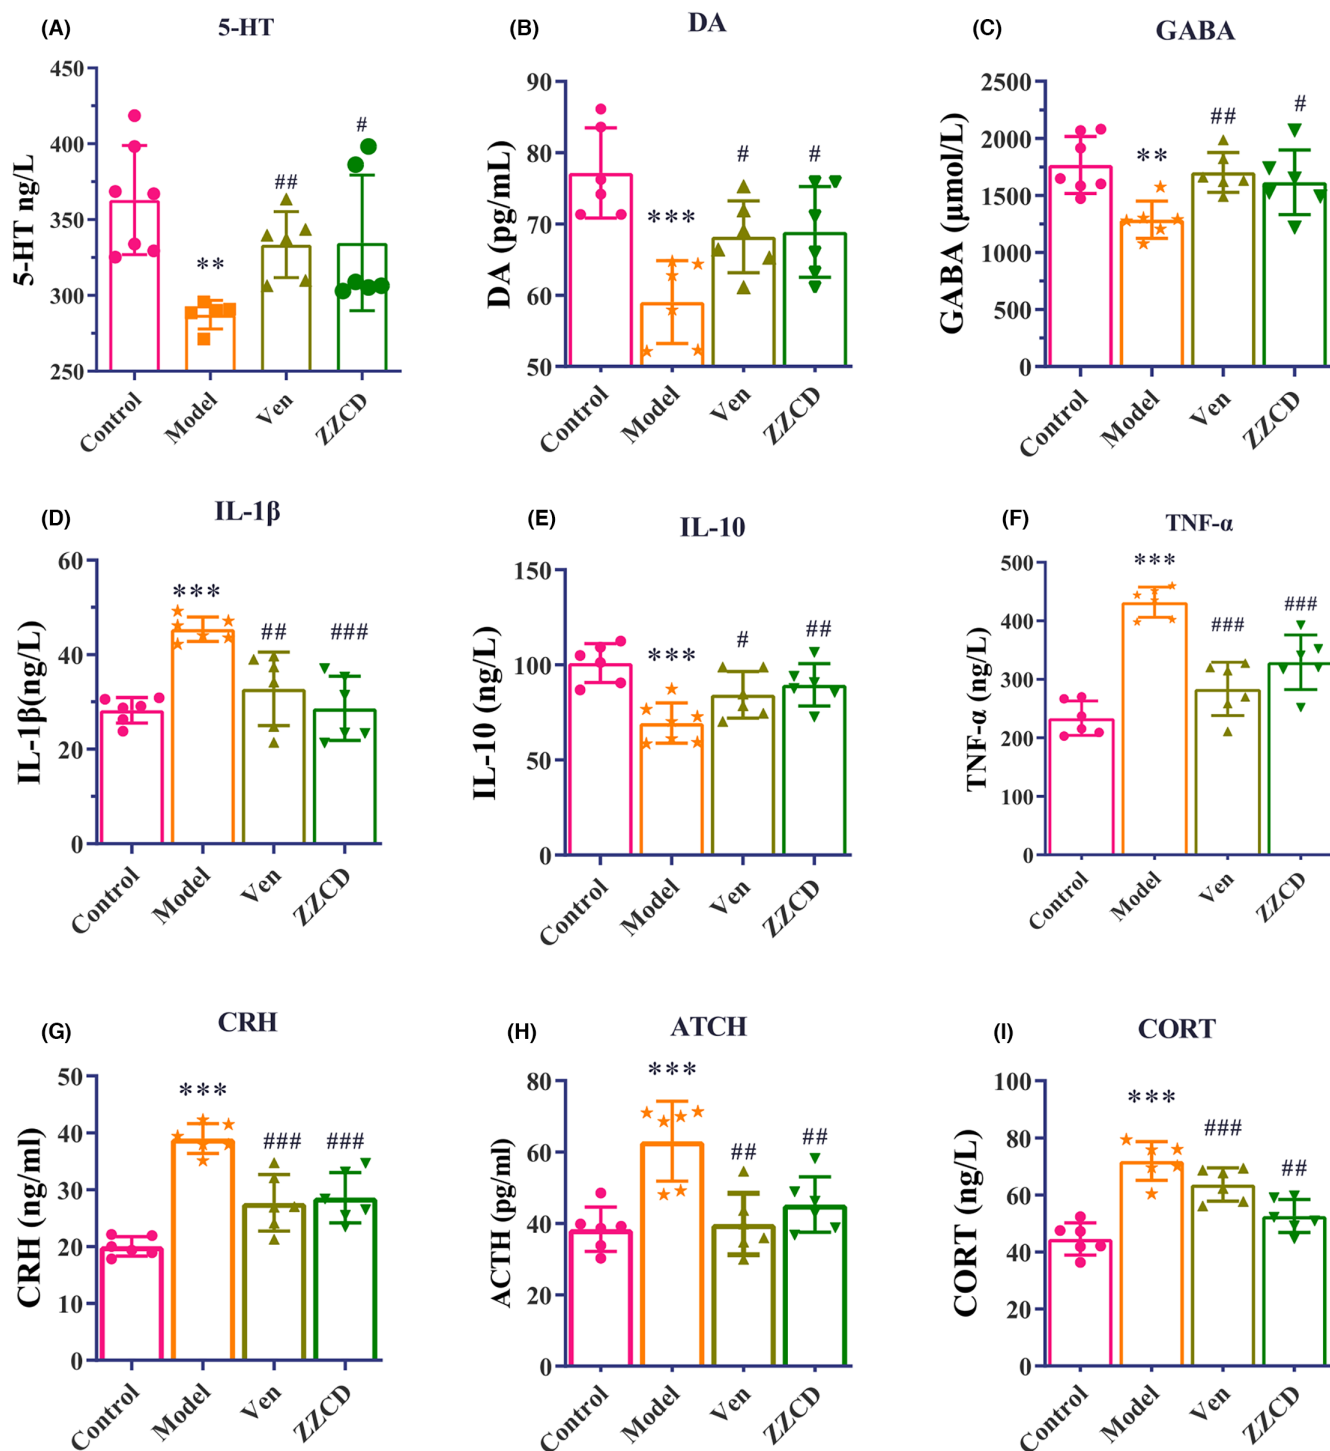 (A) 5-HT
5-HT ng/L
450
400
350
300
250
**
##
#
Control
Model
Ven
ZZCD
(B) DA
DA (pg/mL)
90
80
70
60
50
***
#
#
Control
Model
Ven
ZZCD
(C) GABA
GABA (μmol/L)
2500
2000
1500
1000
500
0
**
##
#
Control
Model
Ven
ZZCD
(D) IL-1β
IL-1β(ng/L)
60
40
20
0
***
##
###
Control
Model
Ven
ZZCD
(E) IL-10
IL-10 (ng/L)
150
100
50
0
***
#
##
Control
Model
Ven
ZZCD
(F) TNF-α
TNF-α (ng/L)
500
400
300
200
100
0
***
###
###
Control
Model
Ven
ZZCD
(G) CRH
CRH (ng/ml)
50
40
30
20
10
0
***
###
###
Control
Model
Ven
ZZCD
(H) ATCH
ACTH (pg/ml)
80
60
40
20
0
***
##
##
Control
Model
Ven
ZZCD
(I) CORT
CORT (ng/L)
100
80
60
40
20
0
***
###
##
Control
Model
Ven
ZZCD